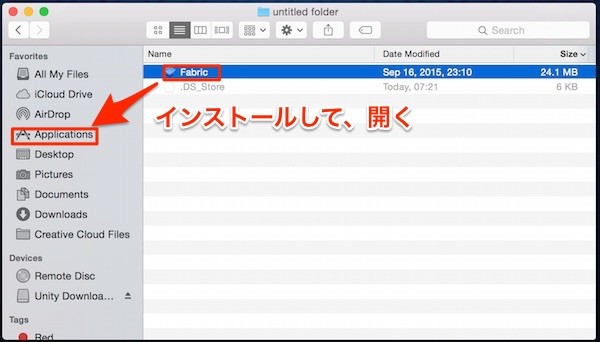 untitled folder
Search
Favorites
All My Files
iCloud Drive
AirDrop
Applications
Desktop
Pictures
Documents
Downloads
Creative Cloud Files
Devices
Remote Disc
Unity Downloa...
Tags
Red
Name Date Modified Size
Fabric Sep 16, 2015, 23:10 24.1 MB
.DS_Store Today, 07:21 6 KB
インストールして、開く